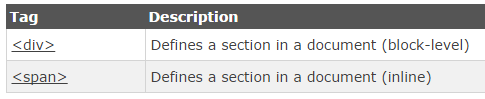 Tag Description
<div> Defines a section in a document (block-level)
<span> Defines a section in a document (inline)